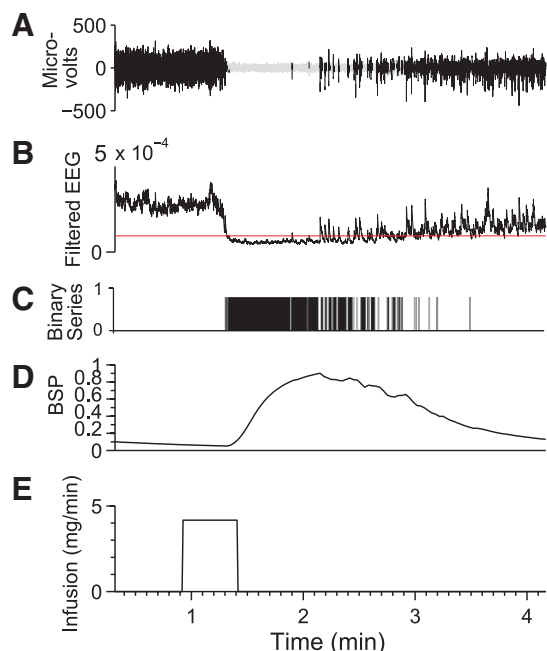 A
Micro-
volts
500
0
−500
B
5 x 10⁻⁴
Filtered EEG
0
C
Binary
Series
1
0
D
BSP
1
0.8
0.6
0.4
0.2
0
E
Infusion (mg/min)
5
0
1 2 3 4
Time (min)